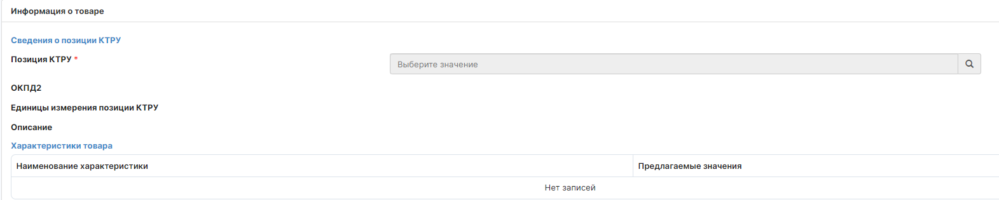 Информация о товаре
Сведения о позиции КТРУ
Позиция КТРУ *
Выберите значение
ОКПД2
Единицы измерения позиции КТРУ
Описание
Характеристики товара
Наименование характеристики Предлагаемые значения
Нет записей